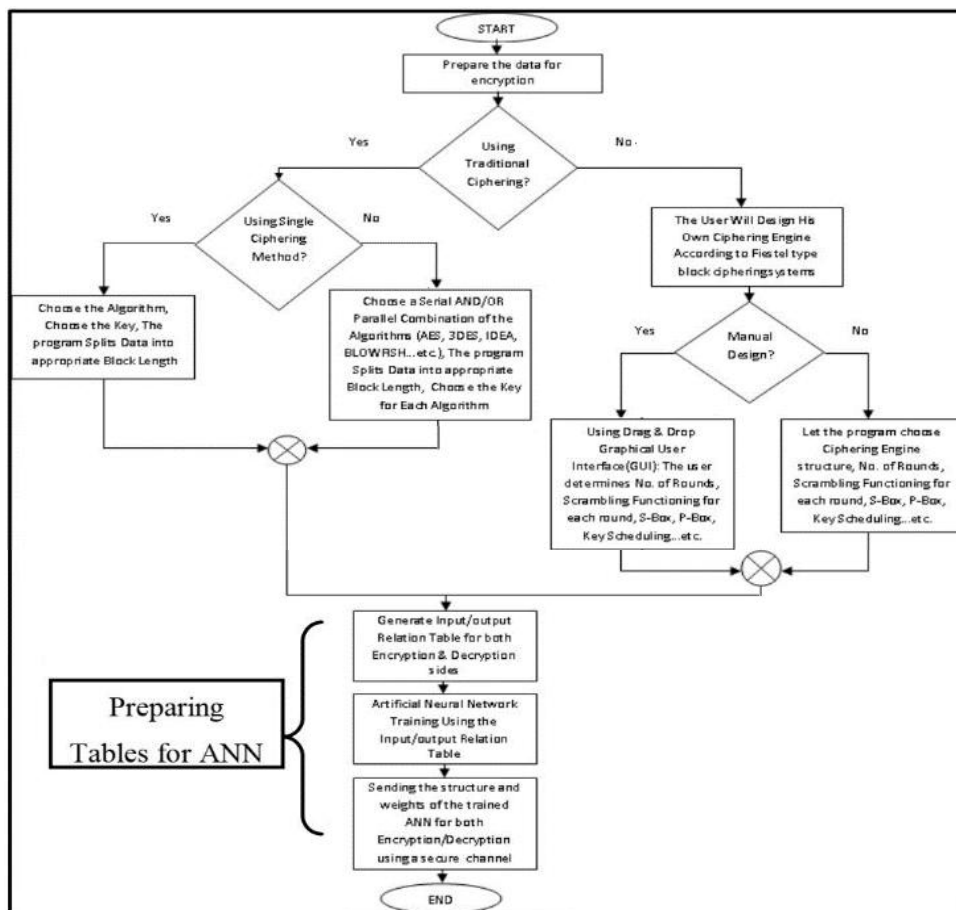 START
Prepare the data for
encryption
Yes
Using
Traditional
Ciphering?
No
Yes
Using Single
Ciphering
Method?
No
The User Will Design His
Own Ciphering Engine
According to Fiestel type
block ciphering systems
Choose the Algorithm,
Choose the Key, The
program Splits Data into
appropriate Block Length
Choose a Serial AND/OR
Parallel Combination of the
Algorithms (AES, 3DES, IDEA,
BLOWFISH...etc.), The program
Splits Data into appropriate
Block Length, Choose the Key
for Each Algorithm
Yes
Manual
Design?
No
Using Drag & Drop
Graphical User
Interface(GUI): The user
determines No. of Rounds,
Scrambling Functioning for
each round, S-Box, P-Box,
Key Scheduling...etc.
Let the program choose
Ciphering Engine
structure, No. of Rounds,
Scrambling Functioning for
each round, S-Box, P-Box,
Key Scheduling...etc.
Generate Input/output
Relation Table for both
Encryption & Decryption
sides
Preparing
Tables for ANN
Artificial Neural Network
Training Using the
Input/output Relation
Table
Sending the structure and
weights of the trained
ANN for both
Encryption/Decryption
using a secure channel
END